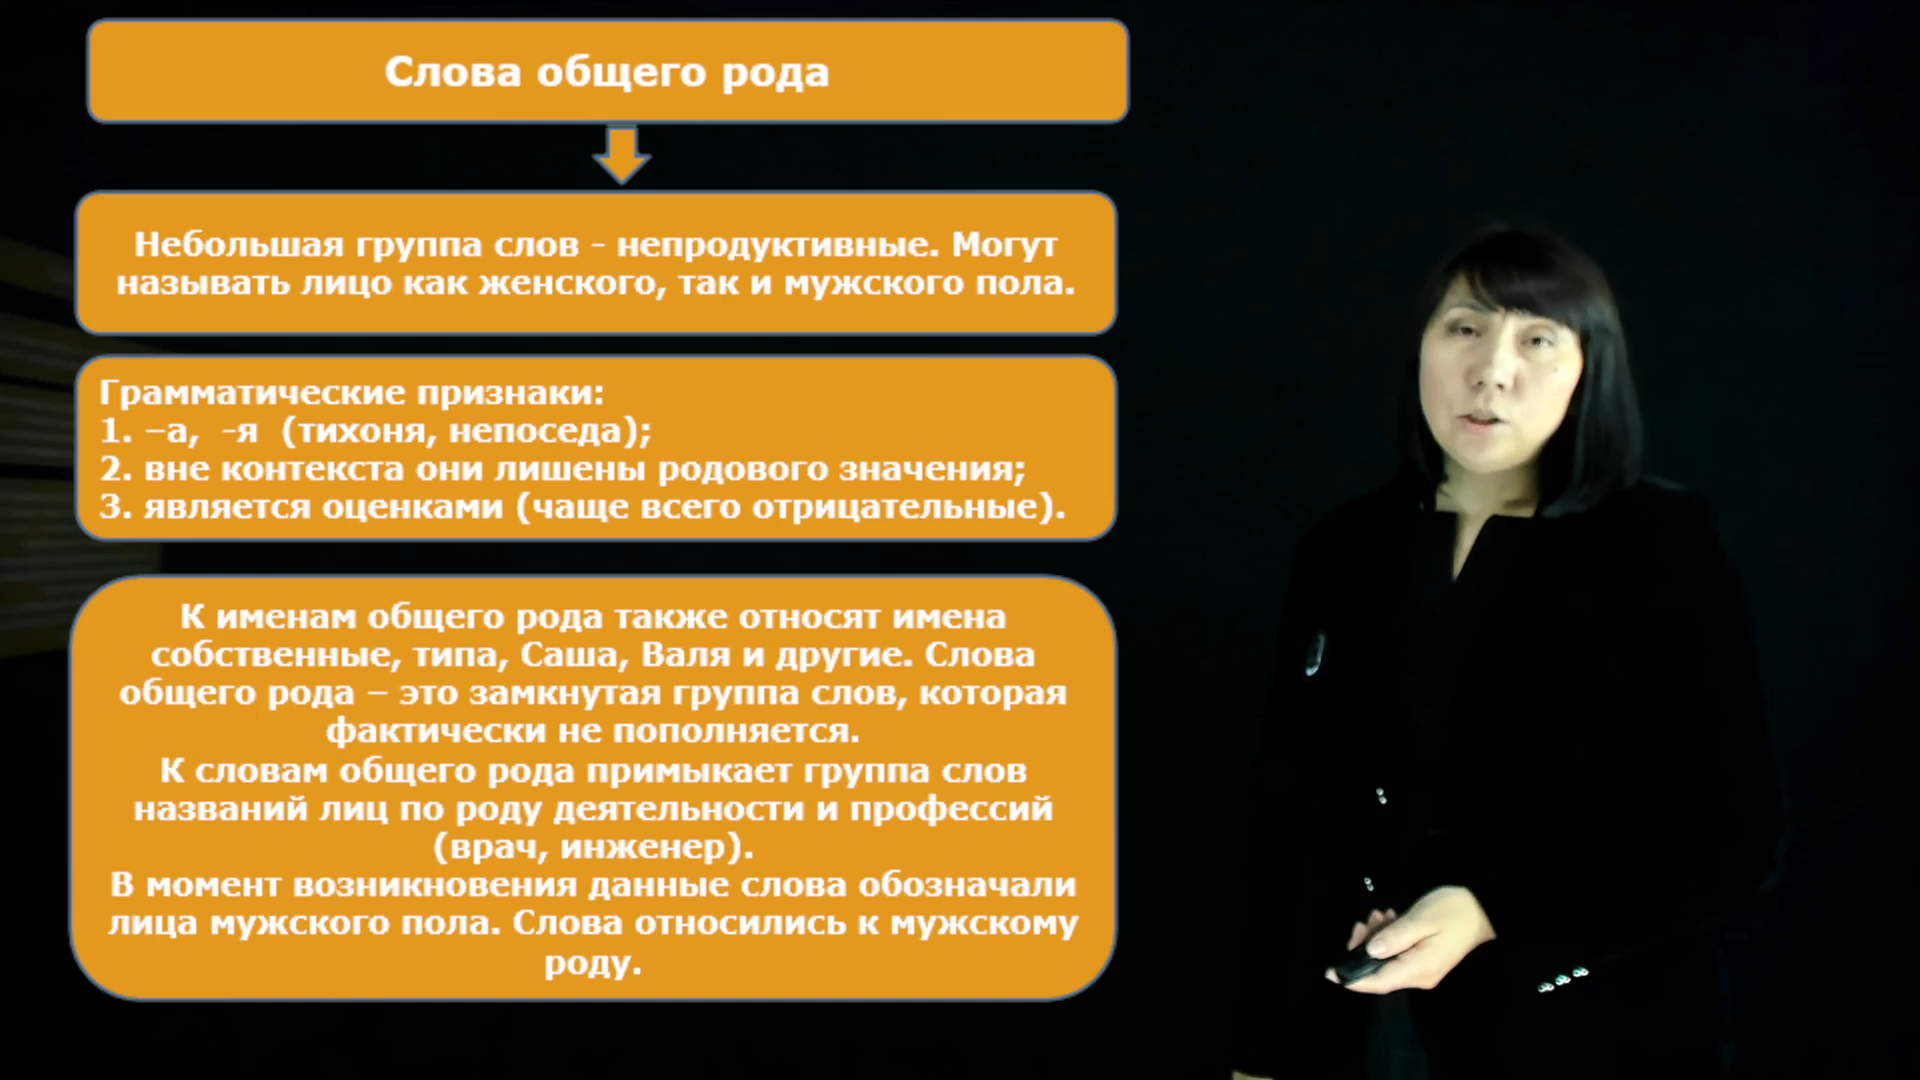 Слова общего рода
Небольшая группа слов - непродуктивные. Могут
называть лицо как женского, так и мужского пола.
Грамматические признаки:
1. –а,  -я  (тихоня, непоседа);
2. вне контекста они лишены родового значения;
3. является оценками (чаще всего отрицательные).
К именам общего рода также относят имена
собственные, типа, Саша, Валя и другие. Слова
общего рода – это замкнутая группа слов, которая
фактически не пополняется.
К словам общего рода примыкает группа слов
названий лиц по роду деятельности и профессий
(врач, инженер).
В момент возникновения данные слова обозначали
лица мужского пола. Слова относились к мужскому
роду.